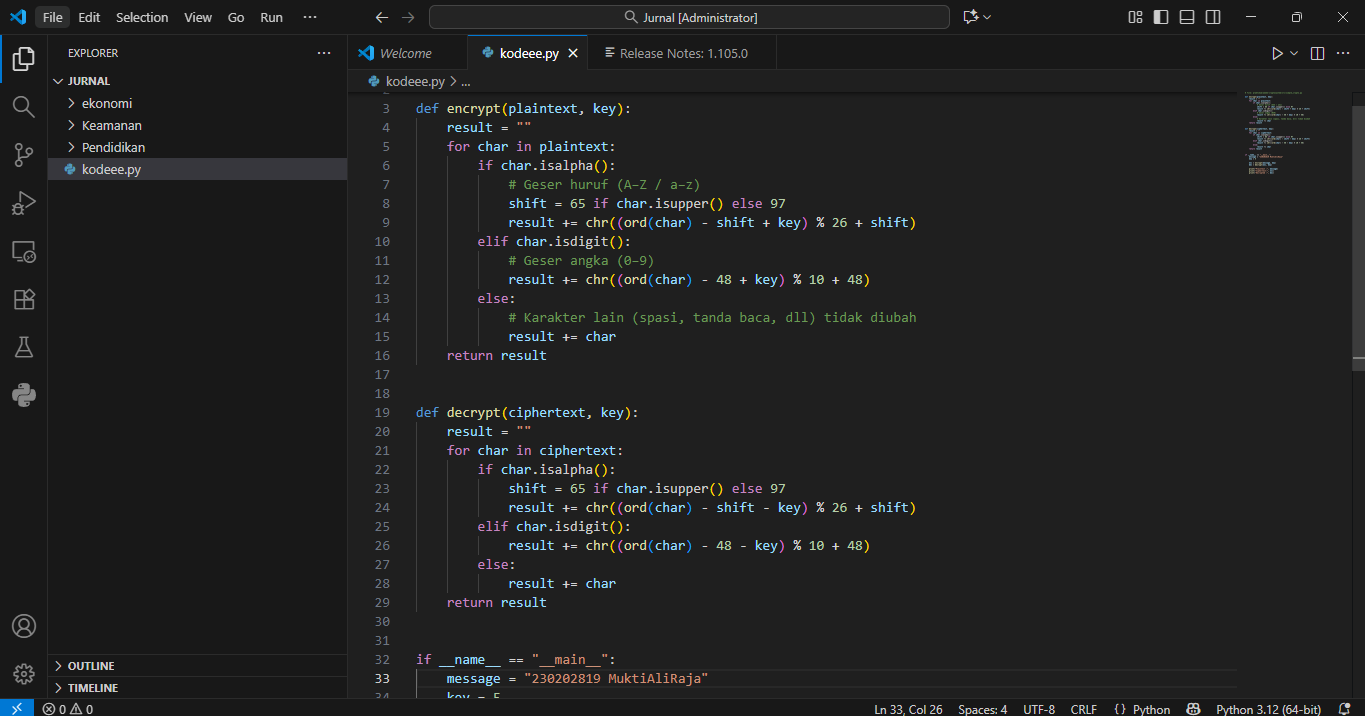 File Edit Selection View Go Run ···
Jurnal [Administrator]
EXPLORER ···
JURNAL
ekonomi
Keamanan
Pendidikan
kodeee.py
OUTLINE
TIMELINE
Welcome kodeee.py Release Notes: 1.105.0
kodeee.py > ...
3 def encrypt(plaintext, key):
4 result = ""
5 for char in plaintext:
6 if char.isalpha():
7 # Geser huruf (A–Z / a–z)
8 shift = 65 if char.isupper() else 97
9 result += chr((ord(char) - shift + key) % 26 + shift)
10 elif char.isdigit():
11 # Geser angka (0–9)
12 result += chr((ord(char) - 48 + key) % 10 + 48)
13 else:
14 # Karakter lain (spasi, tanda baca, dll) tidak diubah
15 result += char
16 return result
17
18
19 def decrypt(ciphertext, key):
20 result = ""
21 for char in ciphertext:
22 if char.isalpha():
23 shift = 65 if char.isupper() else 97
24 result += chr((ord(char) - shift - key) % 26 + shift)
25 elif char.isdigit():
26 result += chr((ord(char) - 48 - key) % 10 + 48)
27 else:
28 result += char
29 return result
30
31
32 if __name__ == "__main__":
33 message = "230202819 MuktiAliRaja"
34 key =
0 0 Ln 33, Col 26 Spaces: 4 UTF-8 CRLF {} Python Python 3.12 (64-bit)